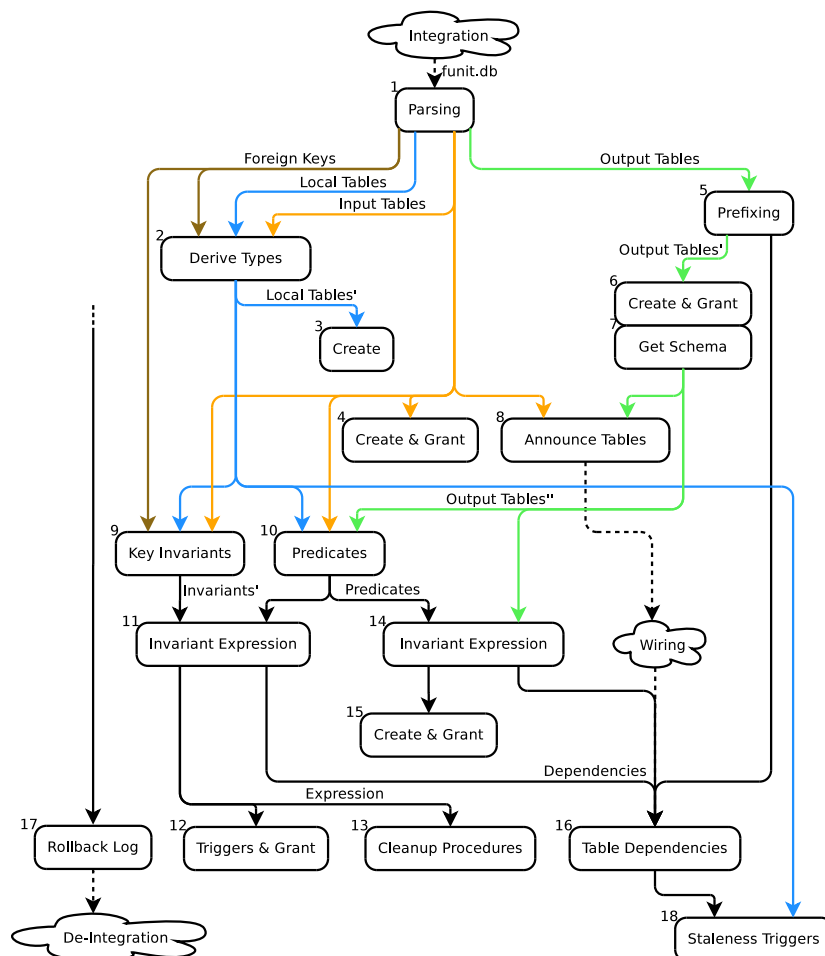 Integration
funit.db
1
Parsing
Foreign Keys
Output Tables
Local Tables
5
Input Tables
Prefixing
2
Derive Types
Output Tables'
6
Create & Grant
Local Tables'
3
Create
7
Get Schema
4
Create & Grant
8
Announce Tables
Output Tables''
9
Key Invariants
10
Predicates
Invariants'
Predicates
11
Invariant Expression
14
Invariant Expression
Wiring
15
Create & Grant
Dependencies
Expression
17
Rollback Log
12
Triggers & Grant
13
Cleanup Procedures
16
Table Dependencies
18
De-Integration
Staleness Triggers